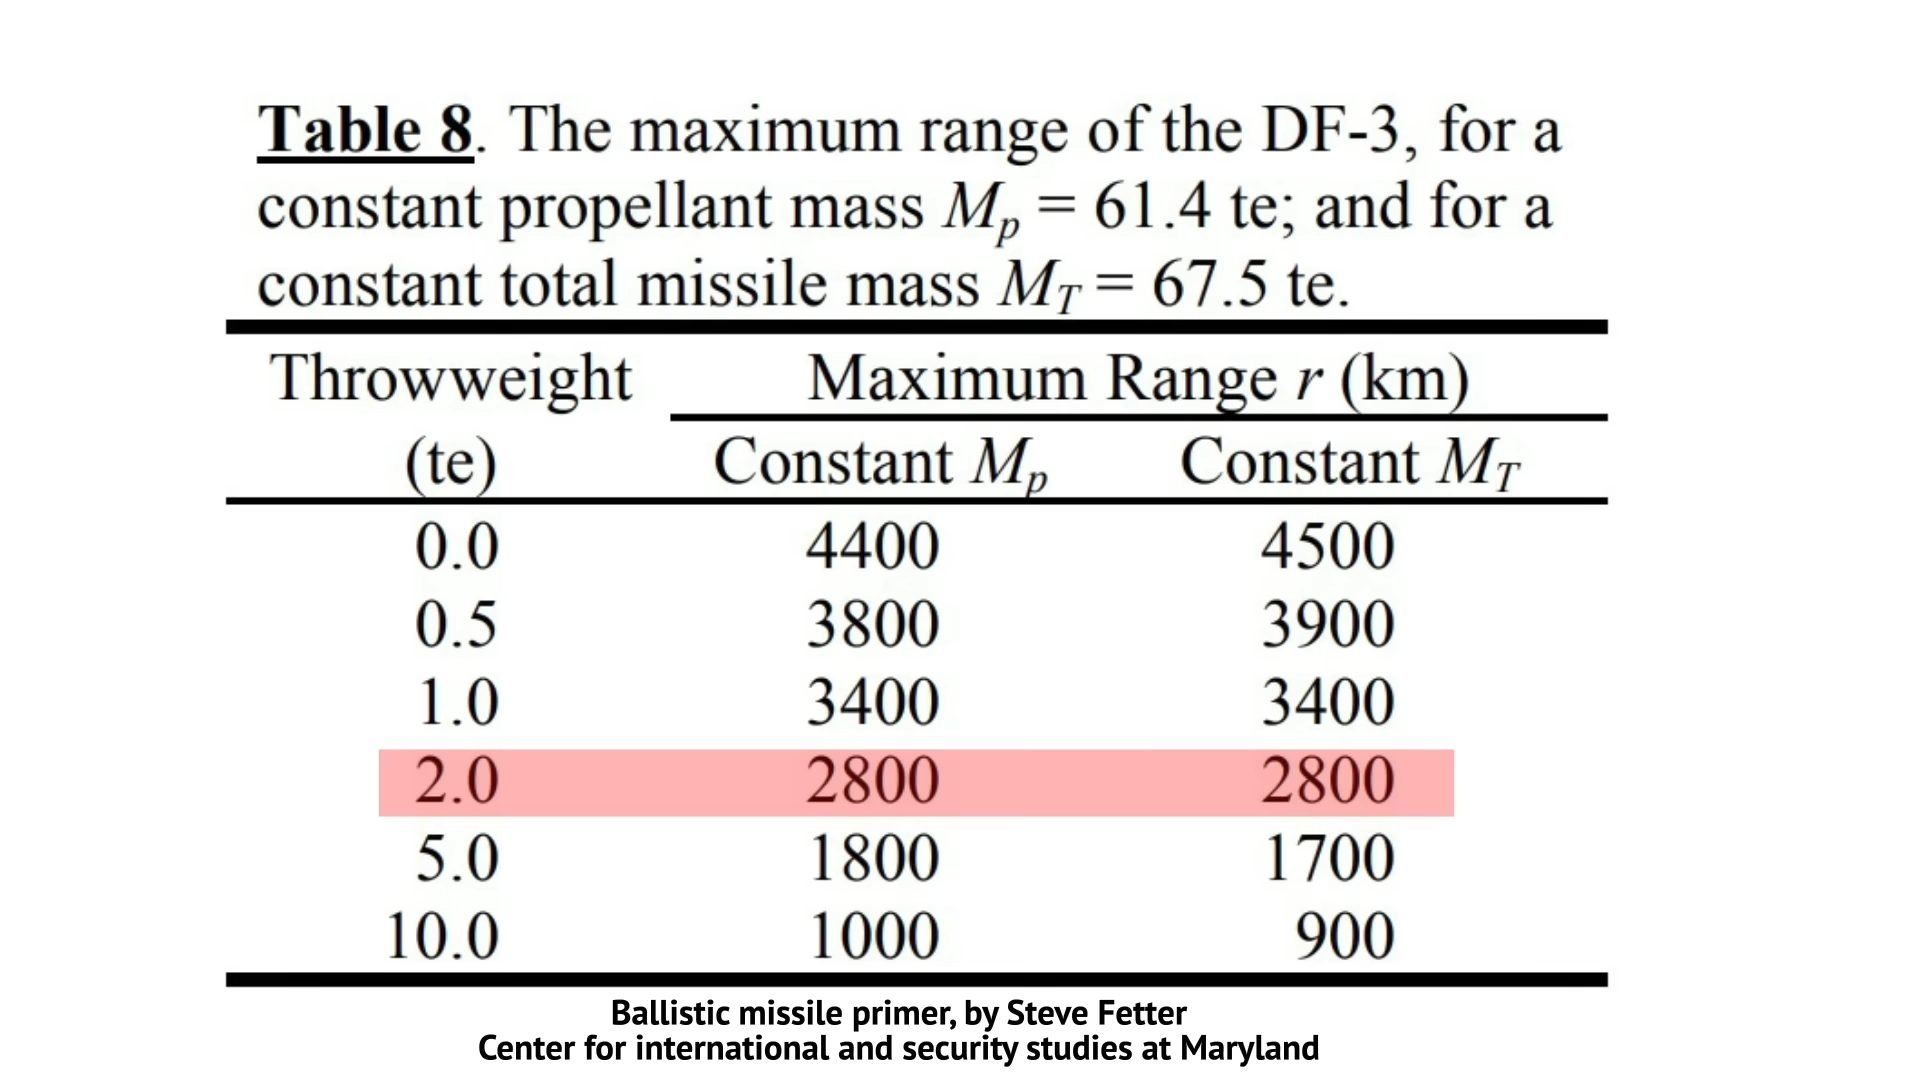 Table 8. The maximum range of the DF-3, for a
constant propellant mass Mp = 61.4 te; and for a
constant total missile mass MT = 67.5 te.
Throwweight Maximum Range r (km)
(te) Constant Mp Constant MT
0.0 4400 4500
0.5 3800 3900
1.0 3400 3400
2.0 2800 2800
5.0 1800 1700
10.0 1000 900
Ballistic missile primer, by Steve Fetter
Center for international and security studies at Maryland